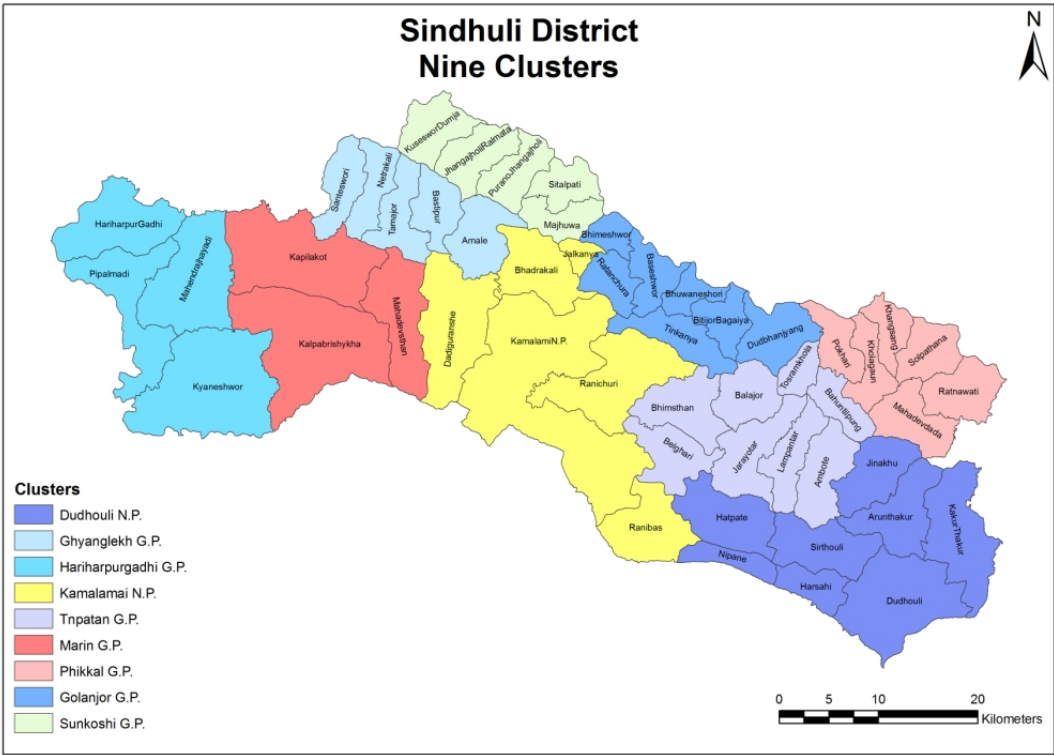 Sindhuli District
Nine Clusters
N
Kuseswor Dumja
JhangajholiRalmata
PuranoJhangajholi
Sitalpati
Majhuwa
Santeswori
Netrakali
Tamajor
Bastipur
Amale
HariharpurGadhi
Pipalmadi
Mahendrajhayadi
Kyaneshwor
Kapilakot
Kalpabrishykha
Mahadevsthan
Dadiguranshe
Bhadrakali
Jalkanya
KamalamiN.P.
Ranichuri
Ranibas
Bhimeshwor
Ratanchura
Baseshwor
Bhuwaneshori
BitijorBagaiya
Tinkanya
Dudbhanjyang
Tosramkhola
Balajor
Bhimsthan
Belghari
Jarayotar
Lampantar
Ambote
Bahuntilpung
Pokhari
Kholagaun
Khangsang
Solpathana
Ratnawati
Mahadevdada
Jinakhu
Arunthakur
KakurThakur
Hatpate
Sirthouli
Nipane
Harsahi
Dudhouli
Clusters
Dudhouli N.P.
Ghyanglekh G.P.
Hariharpurgadhi G.P.
Kamalamai N.P.
Tnpatan G.P.
Marin G.P.
Phikkal G.P.
Golanjor G.P.
Sunkoshi G.P.
0 5 10 20
Kilometers